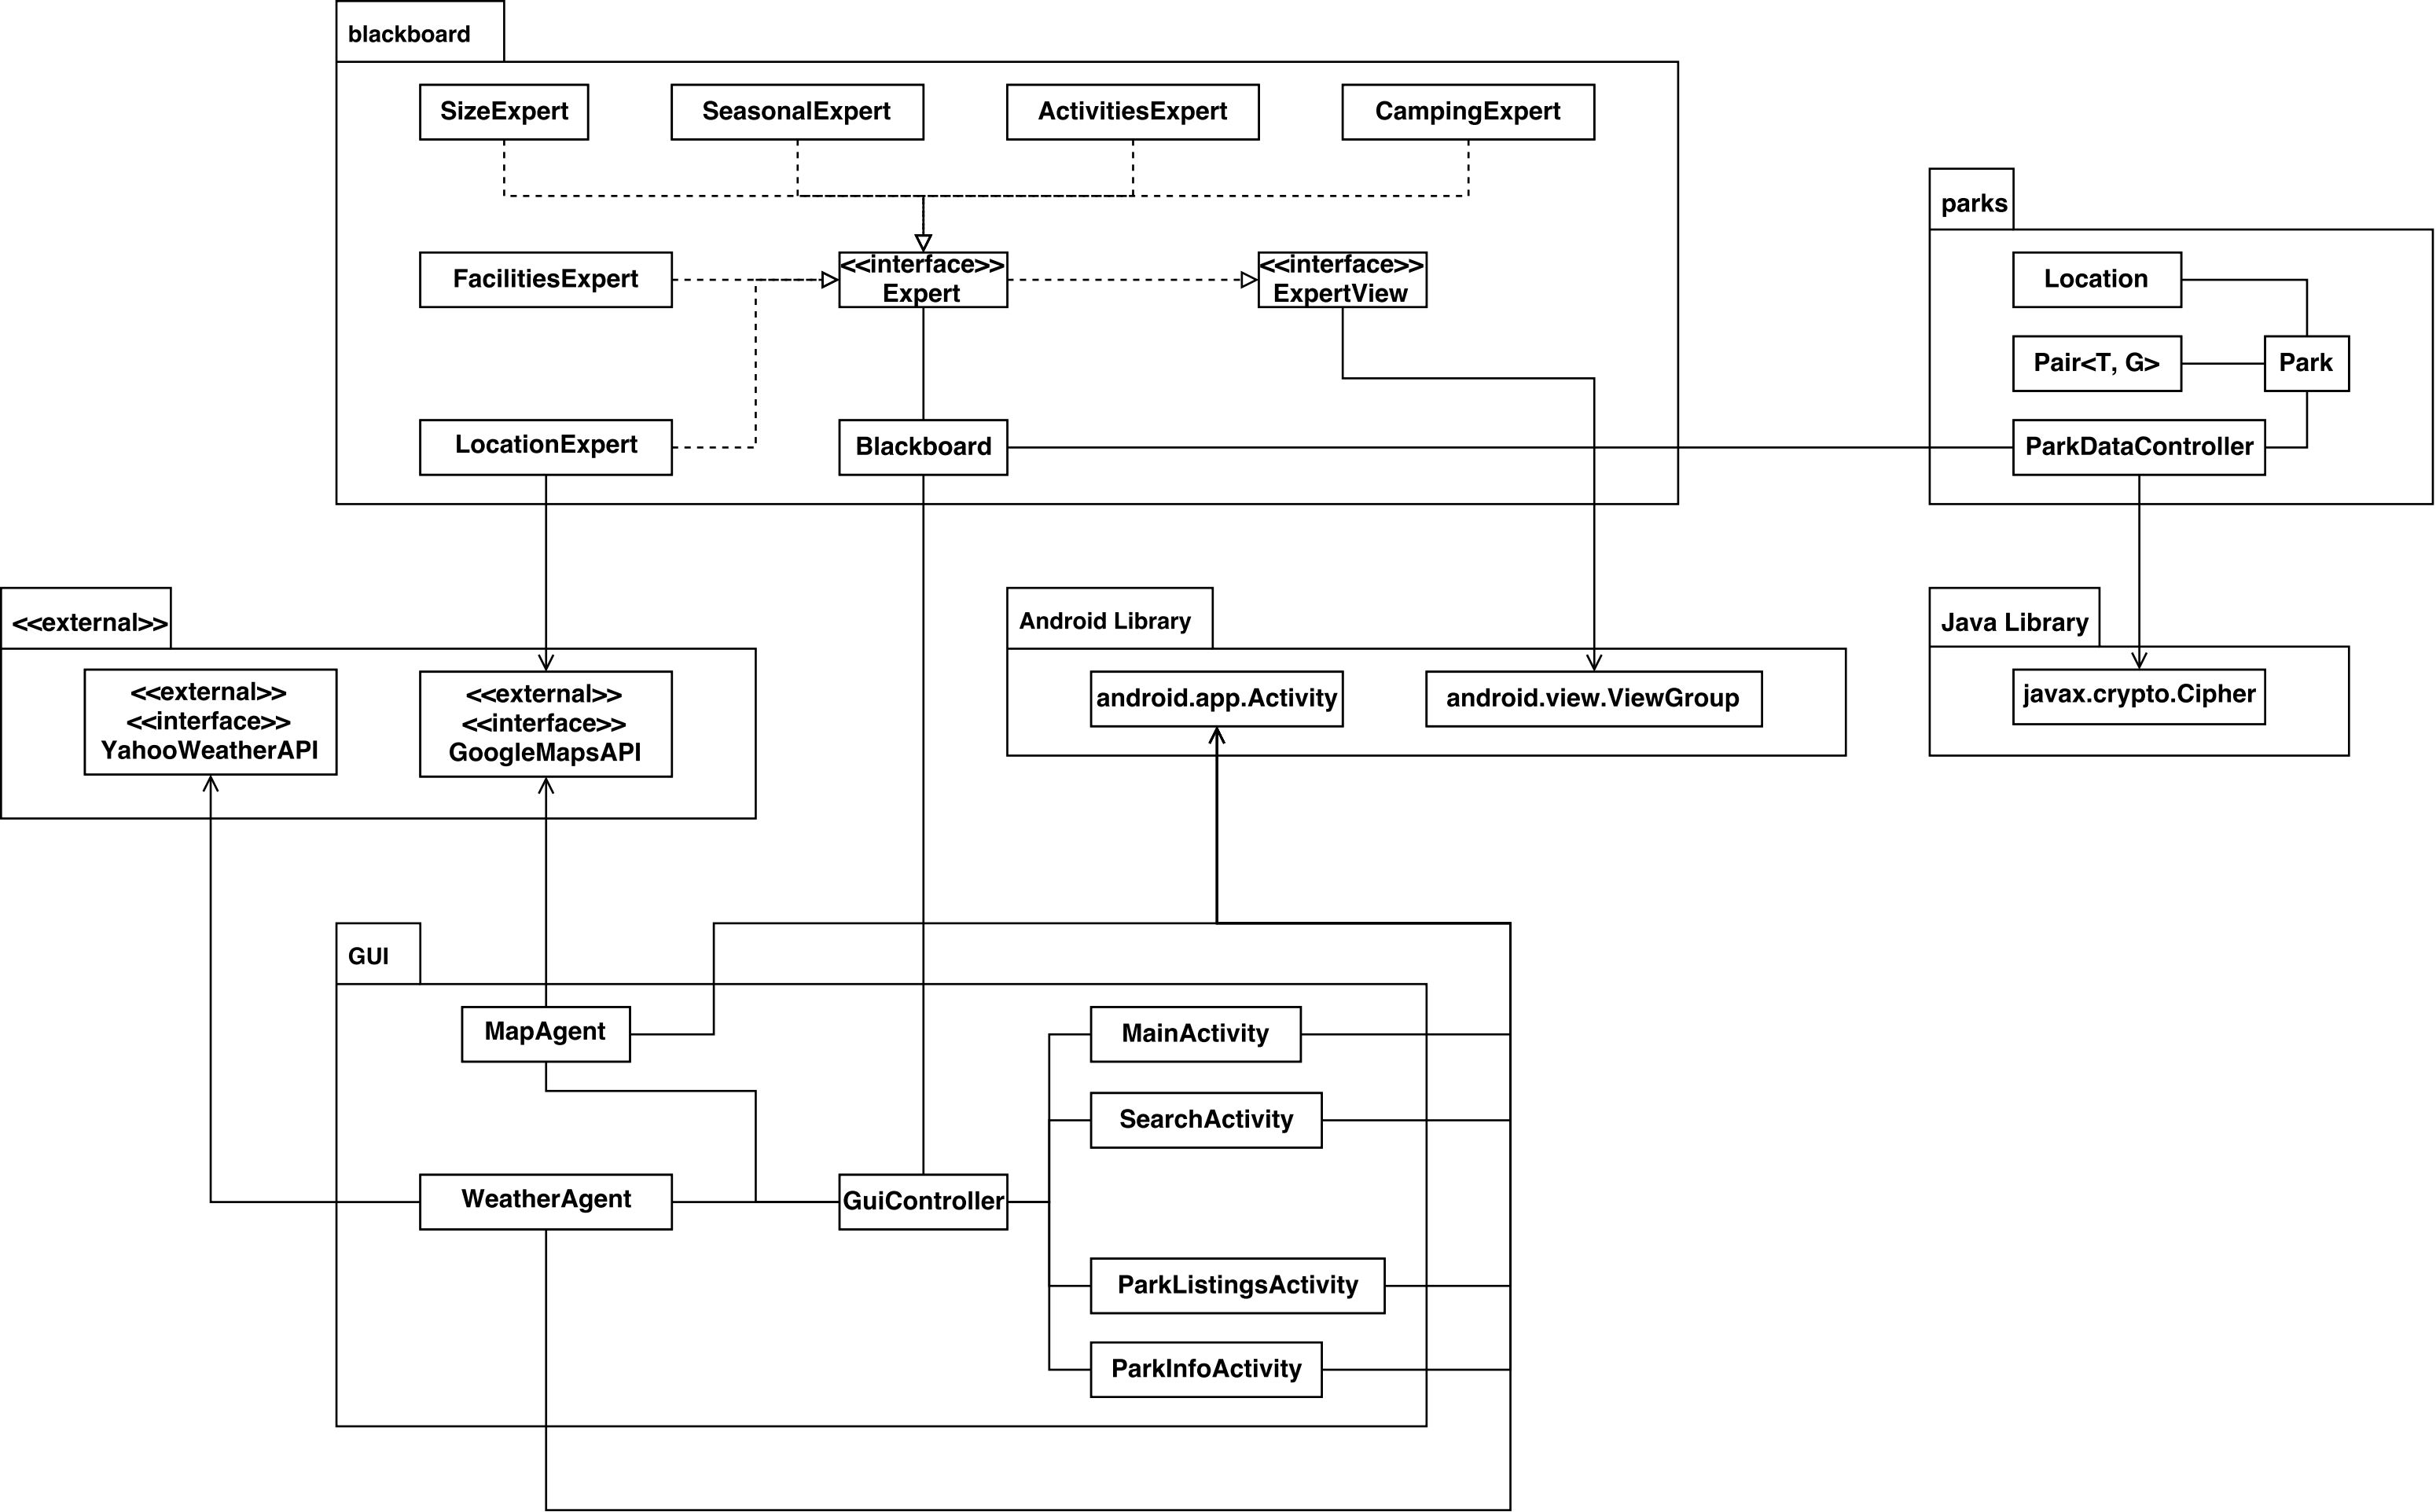 blackboard
SizeExpert
SeasonalExpert
ActivitiesExpert
CampingExpert
parks
FacilitiesExpert
<<interface>>
Expert
<<interface>>
ExpertView
Location
Pair<T, G>
Park
LocationExpert
Blackboard
ParkDataController
<<external>>
Android Library
Java Library
<<external>>
<<interface>>
YahooWeatherAPI
<<external>>
<<interface>>
GoogleMapsAPI
android.app.Activity
android.view.ViewGroup
javax.crypto.Cipher
GUI
MapAgent
MainActivity
SearchActivity
WeatherAgent
GuiController
ParkListingsActivity
ParkInfoActivity